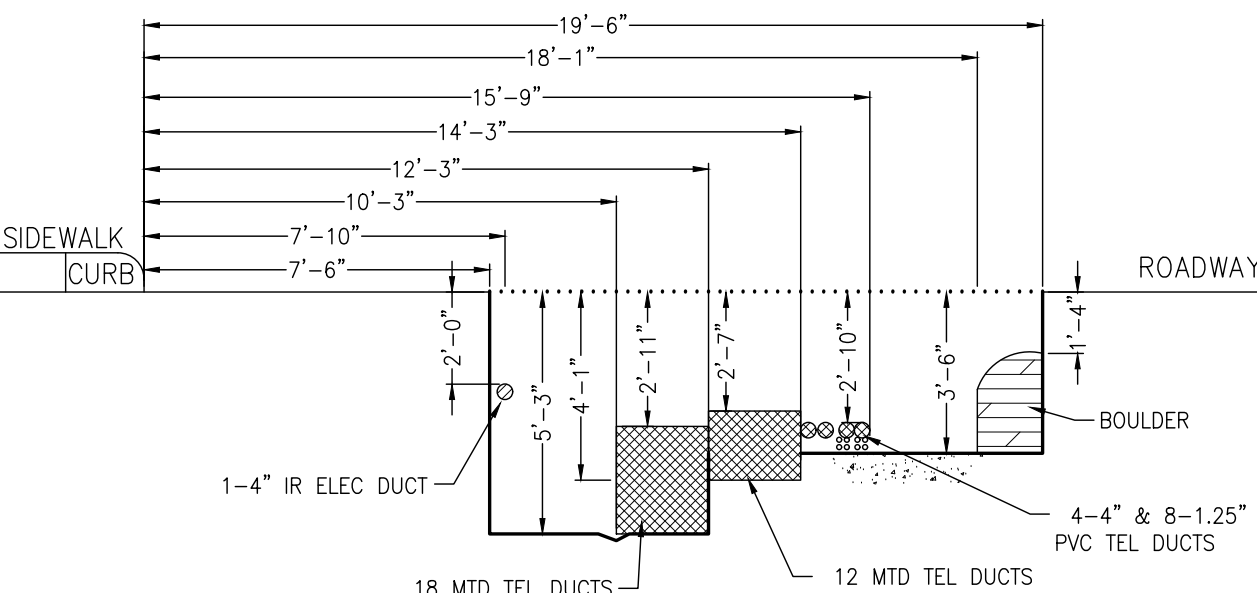 19'-6"
18'-1"
15'-9"
14'-3"
12'-3"
10'-3"
SIDEWALK
7'-10"
CURB
7'-6"
ROADWAY
2'-0"
5'-3"
4'-1"
2'-11"
2'-7"
2'-10"
3'-6"
1'-4"
BOULDER
1-4" IR ELEC DUCT
4-4" & 8-1.25"
PVC TEL DUCTS
12 MTD TEL DUCTS
18 MTD TEL DUCTS